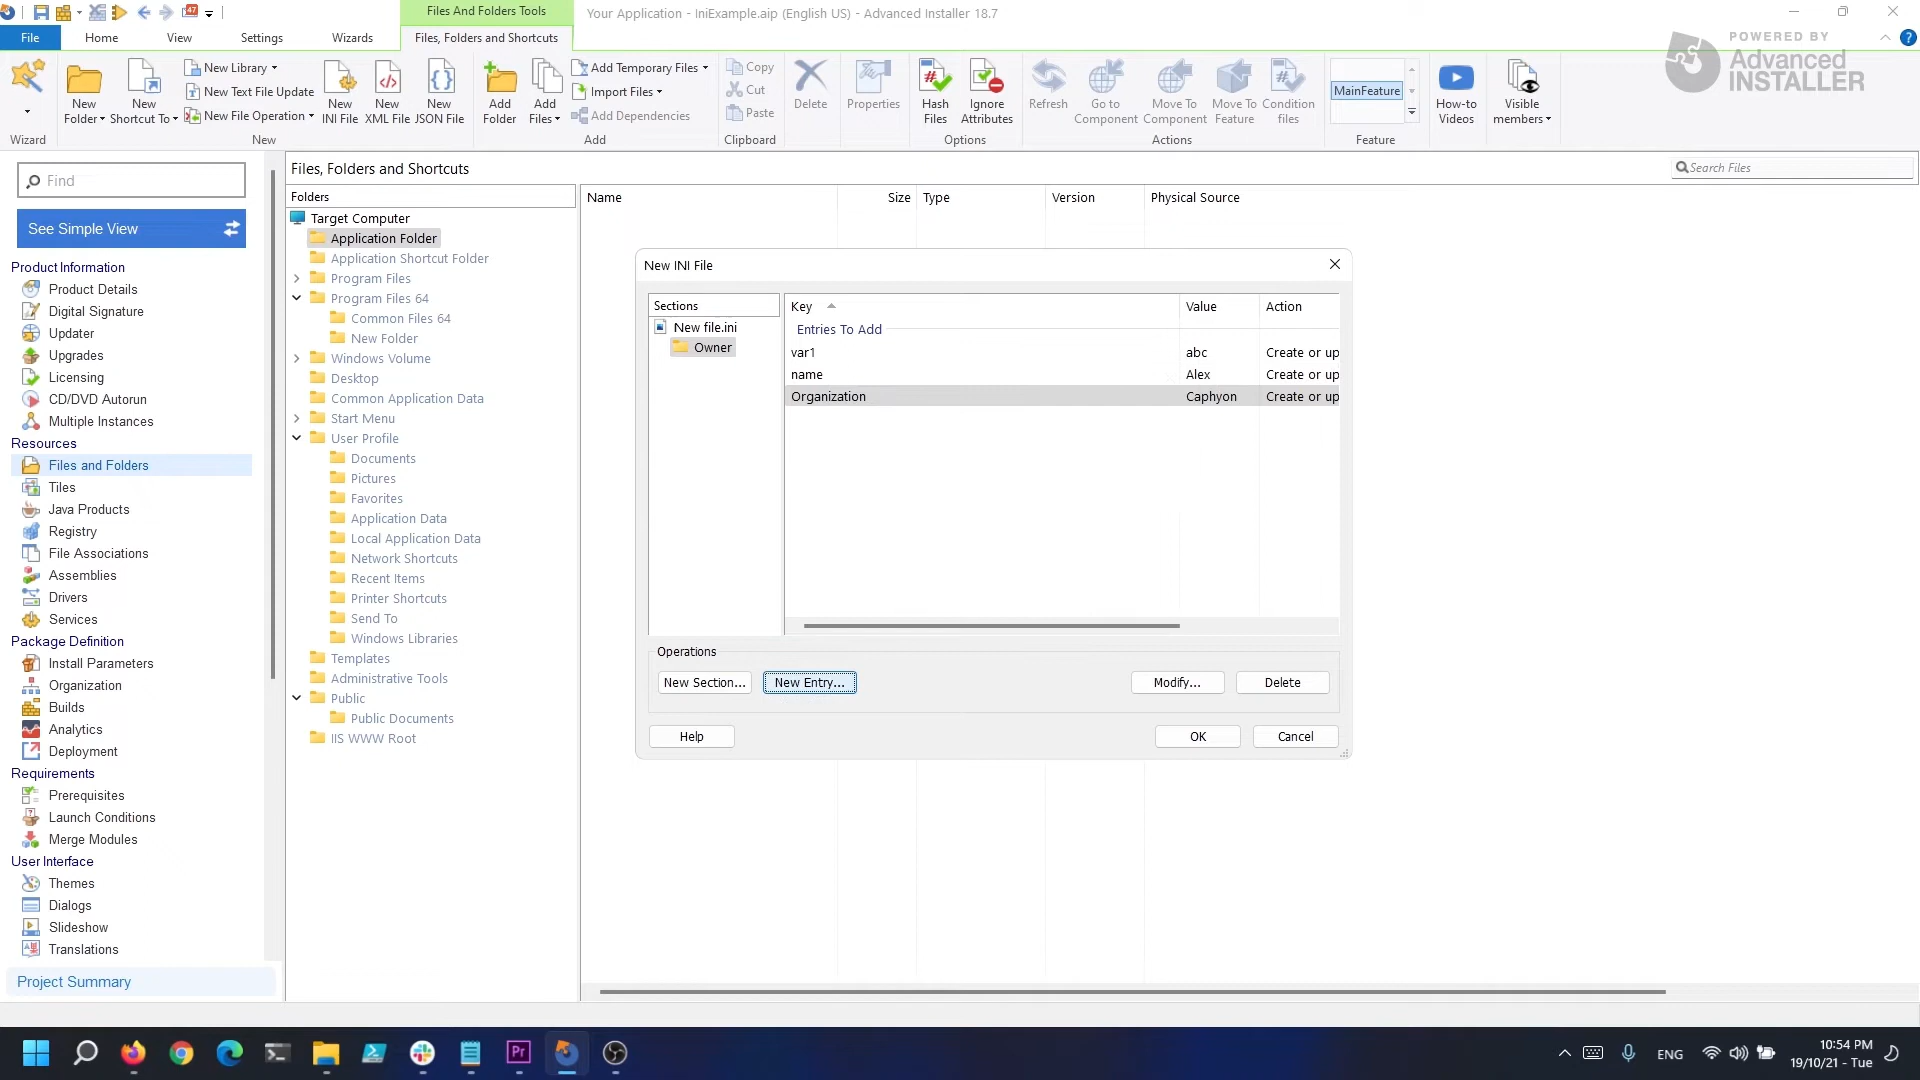 47
Files And Folders Tools
Your Application - IniExample.aip (English US) - Advanced Installer 18.7
File
Home
View
Settings
Wizards
Files, Folders and Shortcuts
?
POWERED BY
Advanced
INSTALLER
New Folder
New Shortcut To
New Library
New Text File Update
New File Operation
New INI File
New XML File
New JSON File
Add Folder
Add Files
Add Temporary Files
Import Files
Add Dependencies
Copy
Cut
Paste
Delete
Properties
Hash Files
Ignore Attributes
Refresh
Go to Component
Move To Component
Move To Feature
Condition files
MainFeature
How-to Videos
Visible members
Wizard
New
Add
Clipboard
Options
Actions
Feature
Find
See Simple View
Product Information
Product Details
Digital Signature
Updater
Upgrades
Licensing
CD/DVD Autorun
Multiple Instances
Resources
Files and Folders
Tiles
Java Products
Registry
File Associations
Assemblies
Drivers
Services
Package Definition
Install Parameters
Organization
Builds
Analytics
Deployment
Requirements
Prerequisites
Launch Conditions
Merge Modules
User Interface
Themes
Dialogs
Slideshow
Translations
Project Summary
Files, Folders and Shortcuts
Search Files
Folders
Target Computer
Application Folder
Application Shortcut Folder
Program Files
Program Files 64
Common Files 64
New Folder
Windows Volume
Desktop
Common Application Data
Start Menu
User Profile
Documents
Pictures
Favorites
Application Data
Local Application Data
Network Shortcuts
Recent Items
Printer Shortcuts
Send To
Windows Libraries
Templates
Administrative Tools
Public
Public Documents
IIS WWW Root
Name
Size
Type
Version
Physical Source
New INI File
Sections
New file.ini
Owner
Key
Value
Action
Entries To Add
var1
abc
Create or up
name
Alex
Create or up
Organization
Caphyon
Create or up
Operations
New Section...
New Entry...
Modify...
Delete
Help
OK
Cancel
Pr
ENG
10:54 PM
19/10/21 - Tue